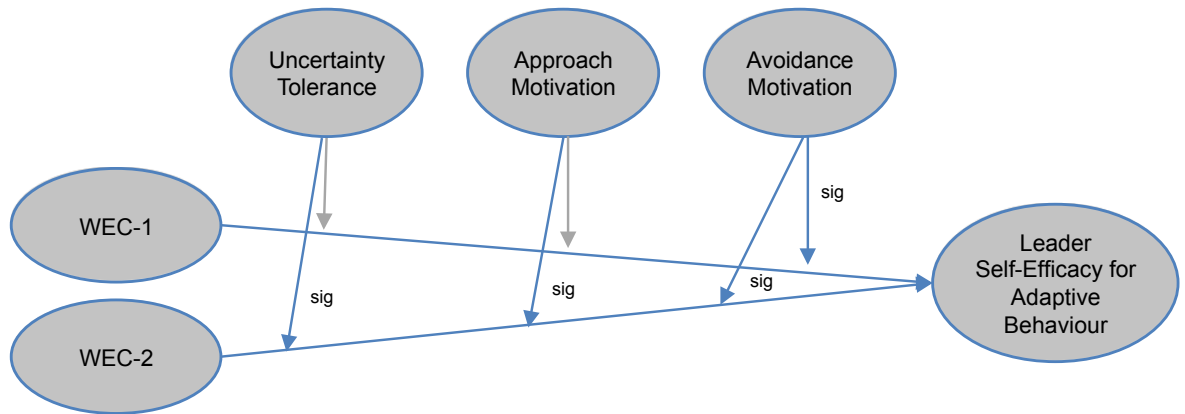 Uncertainty
Tolerance
Approach
Motivation
Avoidance
Motivation
WEC-1
sig
Leader
Self-Efficacy for
Adaptive
Behaviour
sig
sig
WEC-2